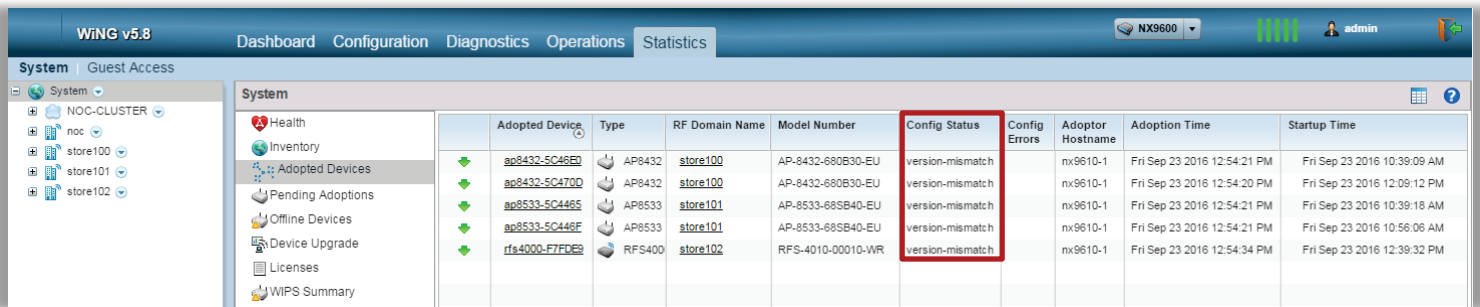 WiNG v5.8
Dashboard Configuration Diagnostics Operations Statistics
NX9600
admin
System | Guest Access
System
NOC-CLUSTER
noc
store100
store101
store102
System
Health
Inventory
Adopted Devices
Pending Adoptions
Offline Devices
Device Upgrade
Licenses
WIPS Summary
Adopted Device Type RF Domain Name Model Number Config Status Config Errors Adoptor Hostname Adoption Time Startup Time
ap8432-5C46E0 AP8432 store100 AP-8432-680B30-EU version-mismatch nx9610-1 Fri Sep 23 2016 12:54:21 PM Fri Sep 23 2016 10:39:09 AM
ap8432-5C470D AP8432 store100 AP-8432-680B30-EU version-mismatch nx9610-1 Fri Sep 23 2016 12:54:20 PM Fri Sep 23 2016 12:09:12 PM
ap8533-5C4465 AP8533 store101 AP-8533-68SB40-EU version-mismatch nx9610-1 Fri Sep 23 2016 12:54:21 PM Fri Sep 23 2016 10:39:18 AM
ap8533-5C446F AP8533 store101 AP-8533-68SB40-EU version-mismatch nx9610-1 Fri Sep 23 2016 12:54:21 PM Fri Sep 23 2016 10:56:06 AM
rfs4000-F7FDE9 RFS400 store102 RFS-4010-00010-WR version-mismatch nx9610-1 Fri Sep 23 2016 12:54:34 PM Fri Sep 23 2016 12:39:32 PM